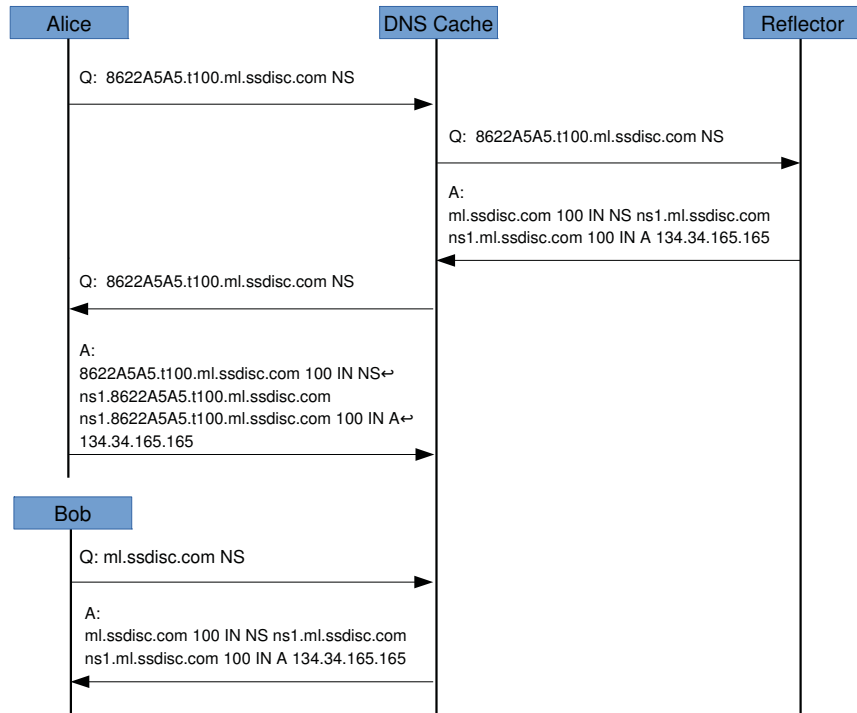 Alice
DNS Cache
Reflector
Q: 8622A5A5.t100.ml.ssdisc.com NS
Q: 8622A5A5.t100.ml.ssdisc.com NS
A:
ml.ssdisc.com 100 IN NS ns1.ml.ssdisc.com
ns1.ml.ssdisc.com 100 IN A 134.34.165.165
Q: 8622A5A5.t100.ml.ssdisc.com NS
A:
8622A5A5.t100.ml.ssdisc.com 100 IN NS↩
ns1.8622A5A5.t100.ml.ssdisc.com
ns1.8622A5A5.t100.ml.ssdisc.com 100 IN A↩
134.34.165.165
Bob
Q: ml.ssdisc.com NS
A:
ml.ssdisc.com 100 IN NS ns1.ml.ssdisc.com
ns1.ml.ssdisc.com 100 IN A 134.34.165.165